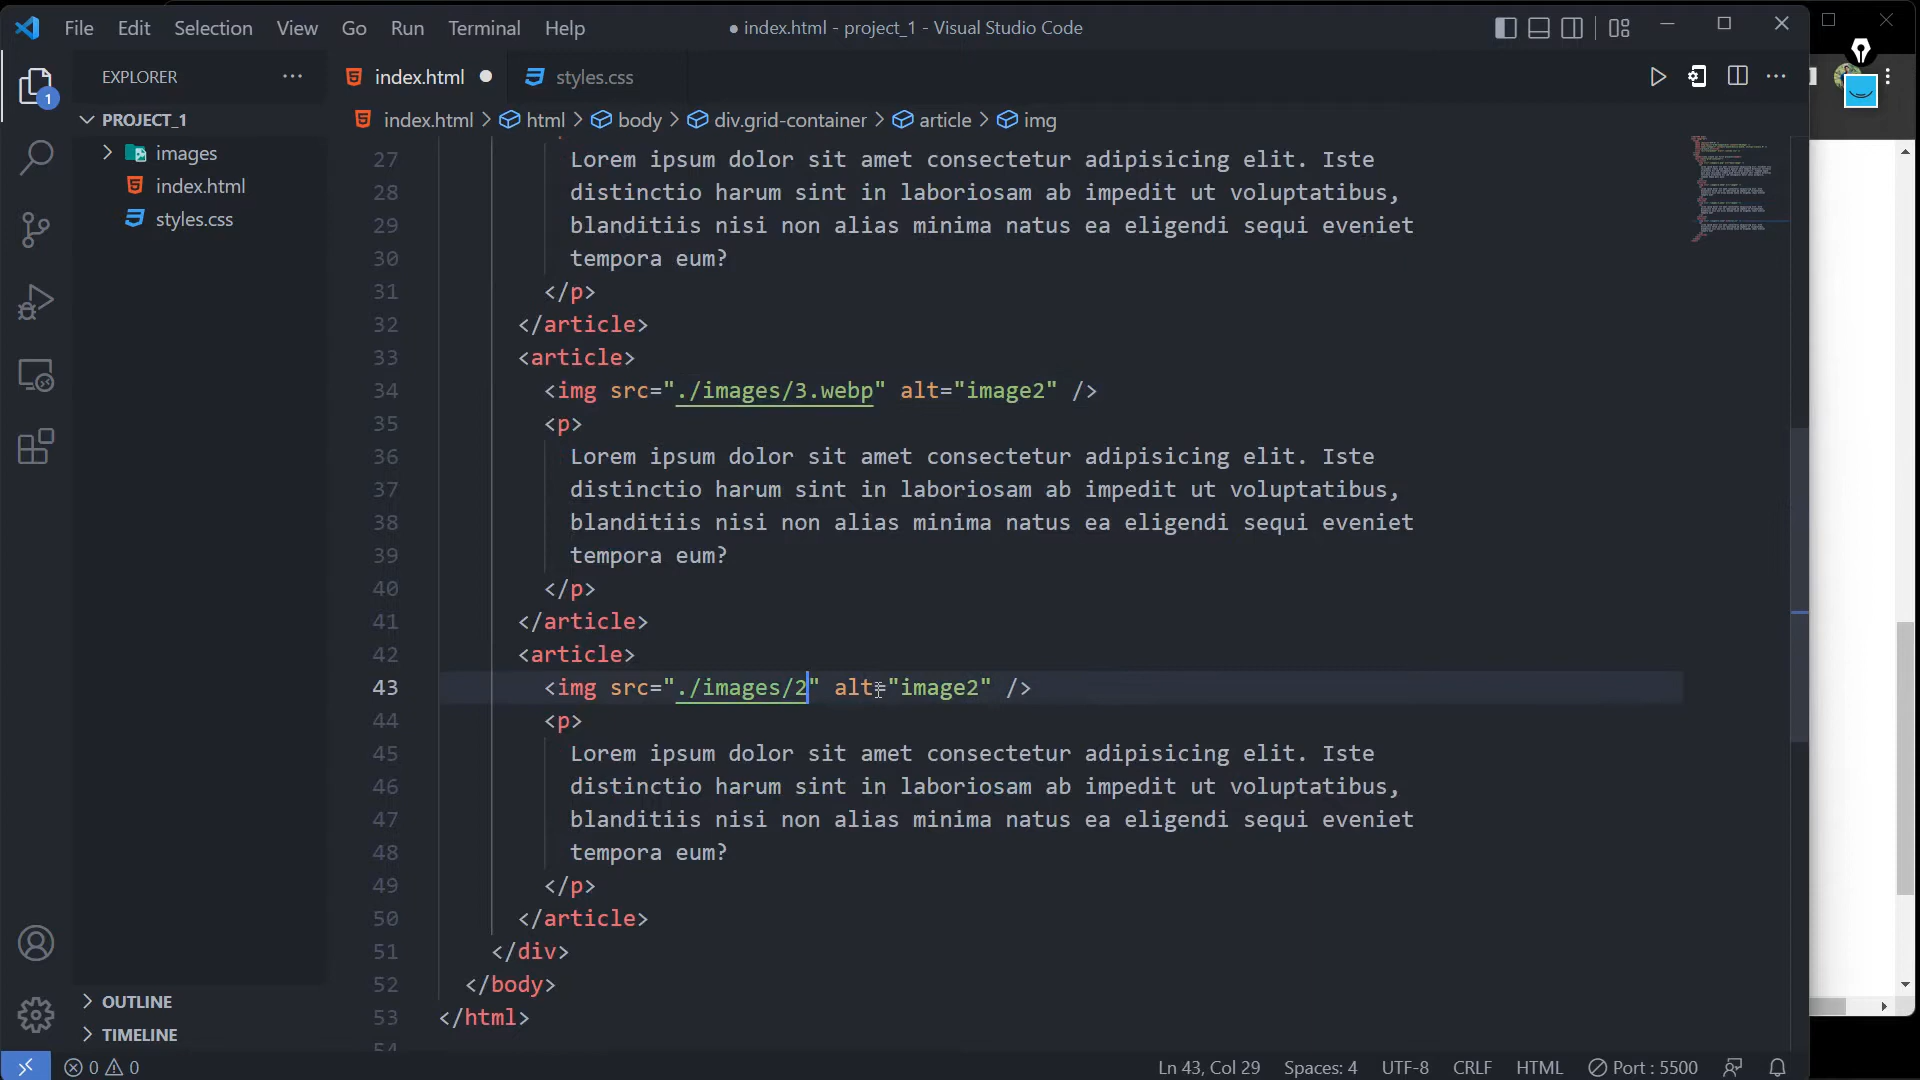 File Edit Selection View Go Run Terminal Help
● index.html - project_1 - Visual Studio Code
EXPLORER
index.html ●
styles.css
1
PROJECT_1
index.html > html > body > div.grid-container > article > img
images
index.html
styles.css
27 Lorem ipsum dolor sit amet consectetur adipisicing elit. Iste
28 distinctio harum sint in laboriosam ab impedit ut voluptatibus,
29 blanditiis nisi non alias minima natus ea eligendi sequi eveniet
30 tempora eum?
31 </p>
32 </article>
33 <article>
34 <img src="./images/3.webp" alt="image2" />
35 <p>
36 Lorem ipsum dolor sit amet consectetur adipisicing elit. Iste
37 distinctio harum sint in laboriosam ab impedit ut voluptatibus,
38 blanditiis nisi non alias minima natus ea eligendi sequi eveniet
39 tempora eum?
40 </p>
41 </article>
42 <article>
43 <img src="./images/2" alt="image2" />
44 <p>
45 Lorem ipsum dolor sit amet consectetur adipisicing elit. Iste
46 distinctio harum sint in laboriosam ab impedit ut voluptatibus,
47 blanditiis nisi non alias minima natus ea eligendi sequi eveniet
48 tempora eum?
49 </p>
50 </article>
51 </div>
52 </body>
53 </html>
54
OUTLINE
TIMELINE
0 0
Ln 43, Col 29 Spaces: 4 UTF-8 CRLF HTML Port : 5500